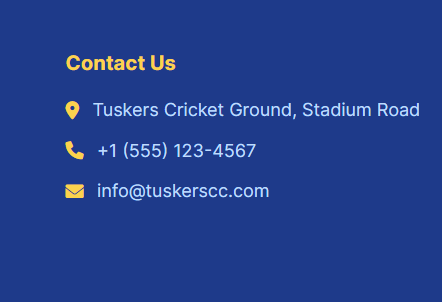 Contact Us
Tuskers Cricket Ground, Stadium Road
+1 (555) 123-4567
info@tuskerscc.com